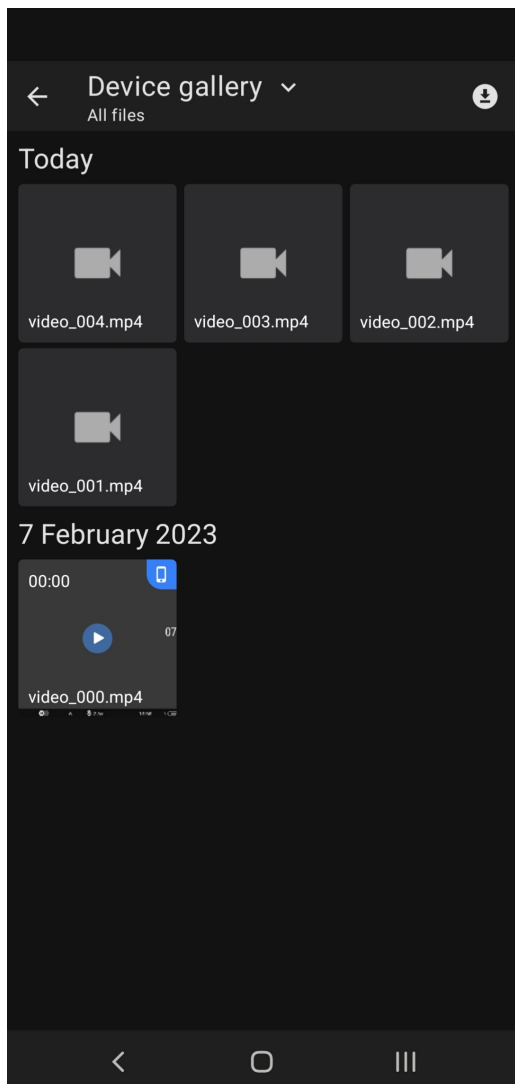 Device gallery
All files
Today
video_004.mp4
video_003.mp4
video_002.mp4
video_001.mp4
7 February 2023
00:00
07
video_000.mp4